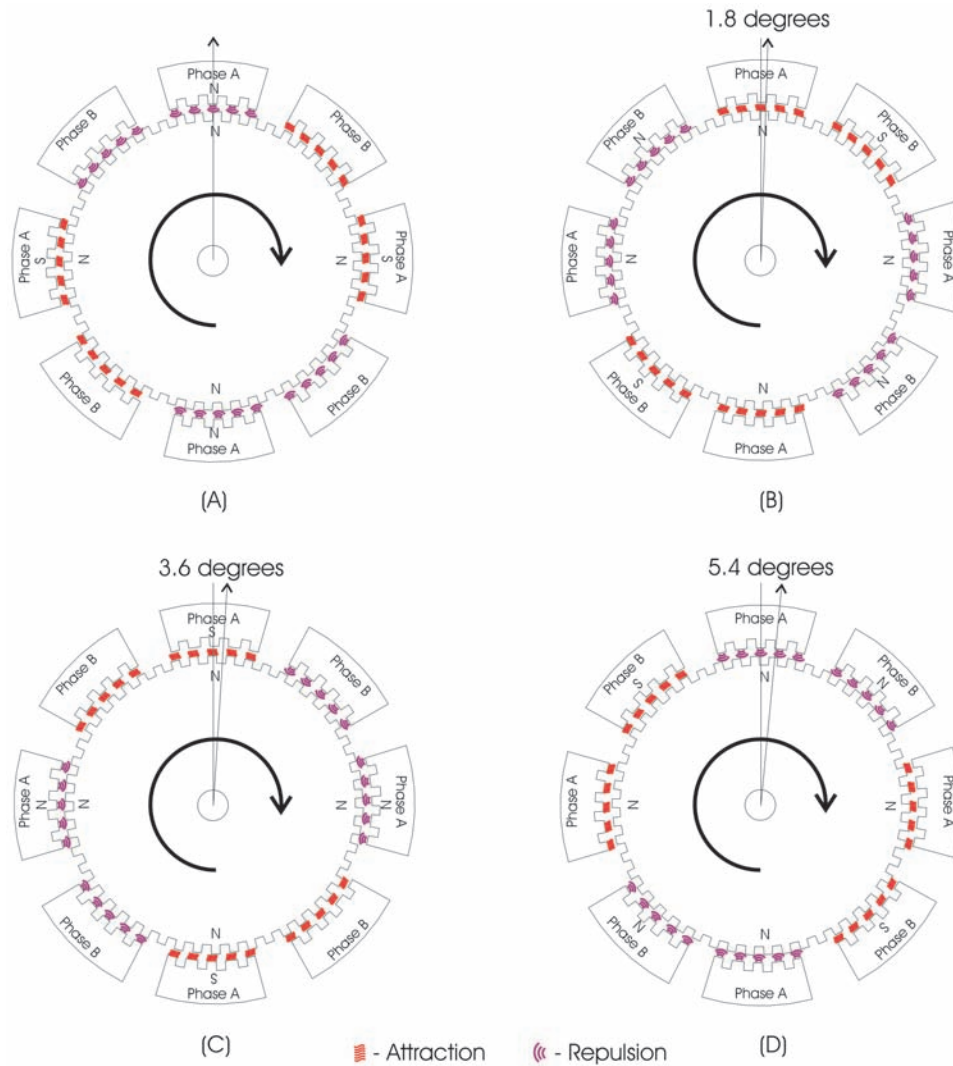 1.8 degrees
Phase A
N
N
Phase B
Phase A
S
N
N
Phase A
S
Phase B
Phase B
N
N
Phase A
(A)
Phase A
N
Phase B
N
Phase B
S
Phase A
N
N
Phase A
Phase B
S
Phase B
N
N
Phase A
(B)
3.6 degrees
Phase A
S
N
Phase B
Phase B
Phase A
N
N
N
N
Phase A
Phase B
Phase B
N
S
Phase A
(C)
5.4 degrees
Phase A
N
Phase B
S
Phase B
N
Phase A
N
N
Phase A
Phase B
N
Phase B
S
N
Phase A
(D)
- Attraction
- Repulsion